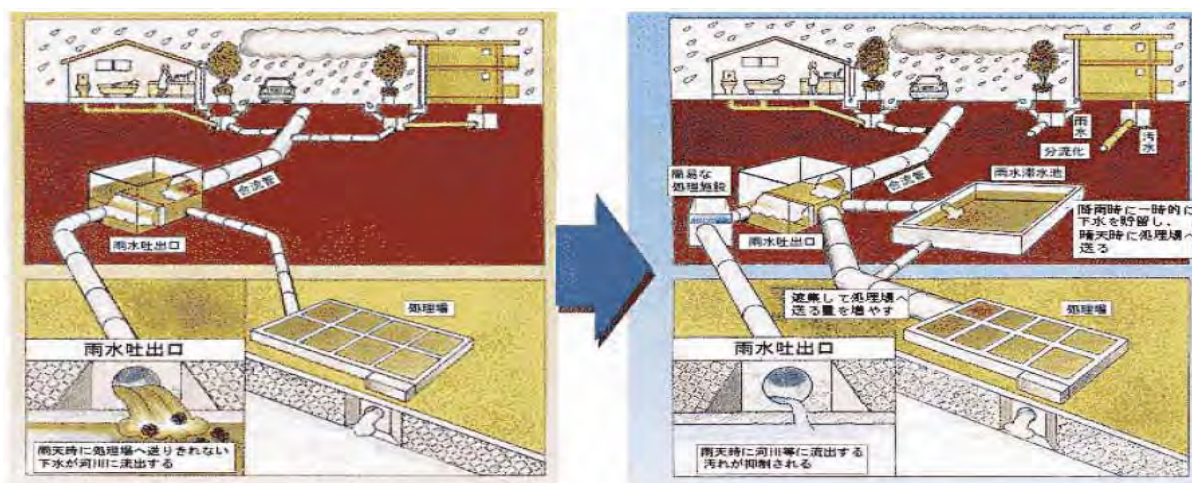 合流管
雨水吐出口
処理場
雨水吐出口
雨天時に処理場へ送りきれない
下水が河川に流出する
雨水
汚水
分流化
簡易な
処理施設
合流管
雨水滞水池
降雨時に一時的に
下水を貯留し、
晴天時に処理場へ
送る
雨水吐出口
遮集して処理場へ
送る量を増やす
処理場
雨水吐出口
雨天時に河川等に流出する
汚れが抑制される